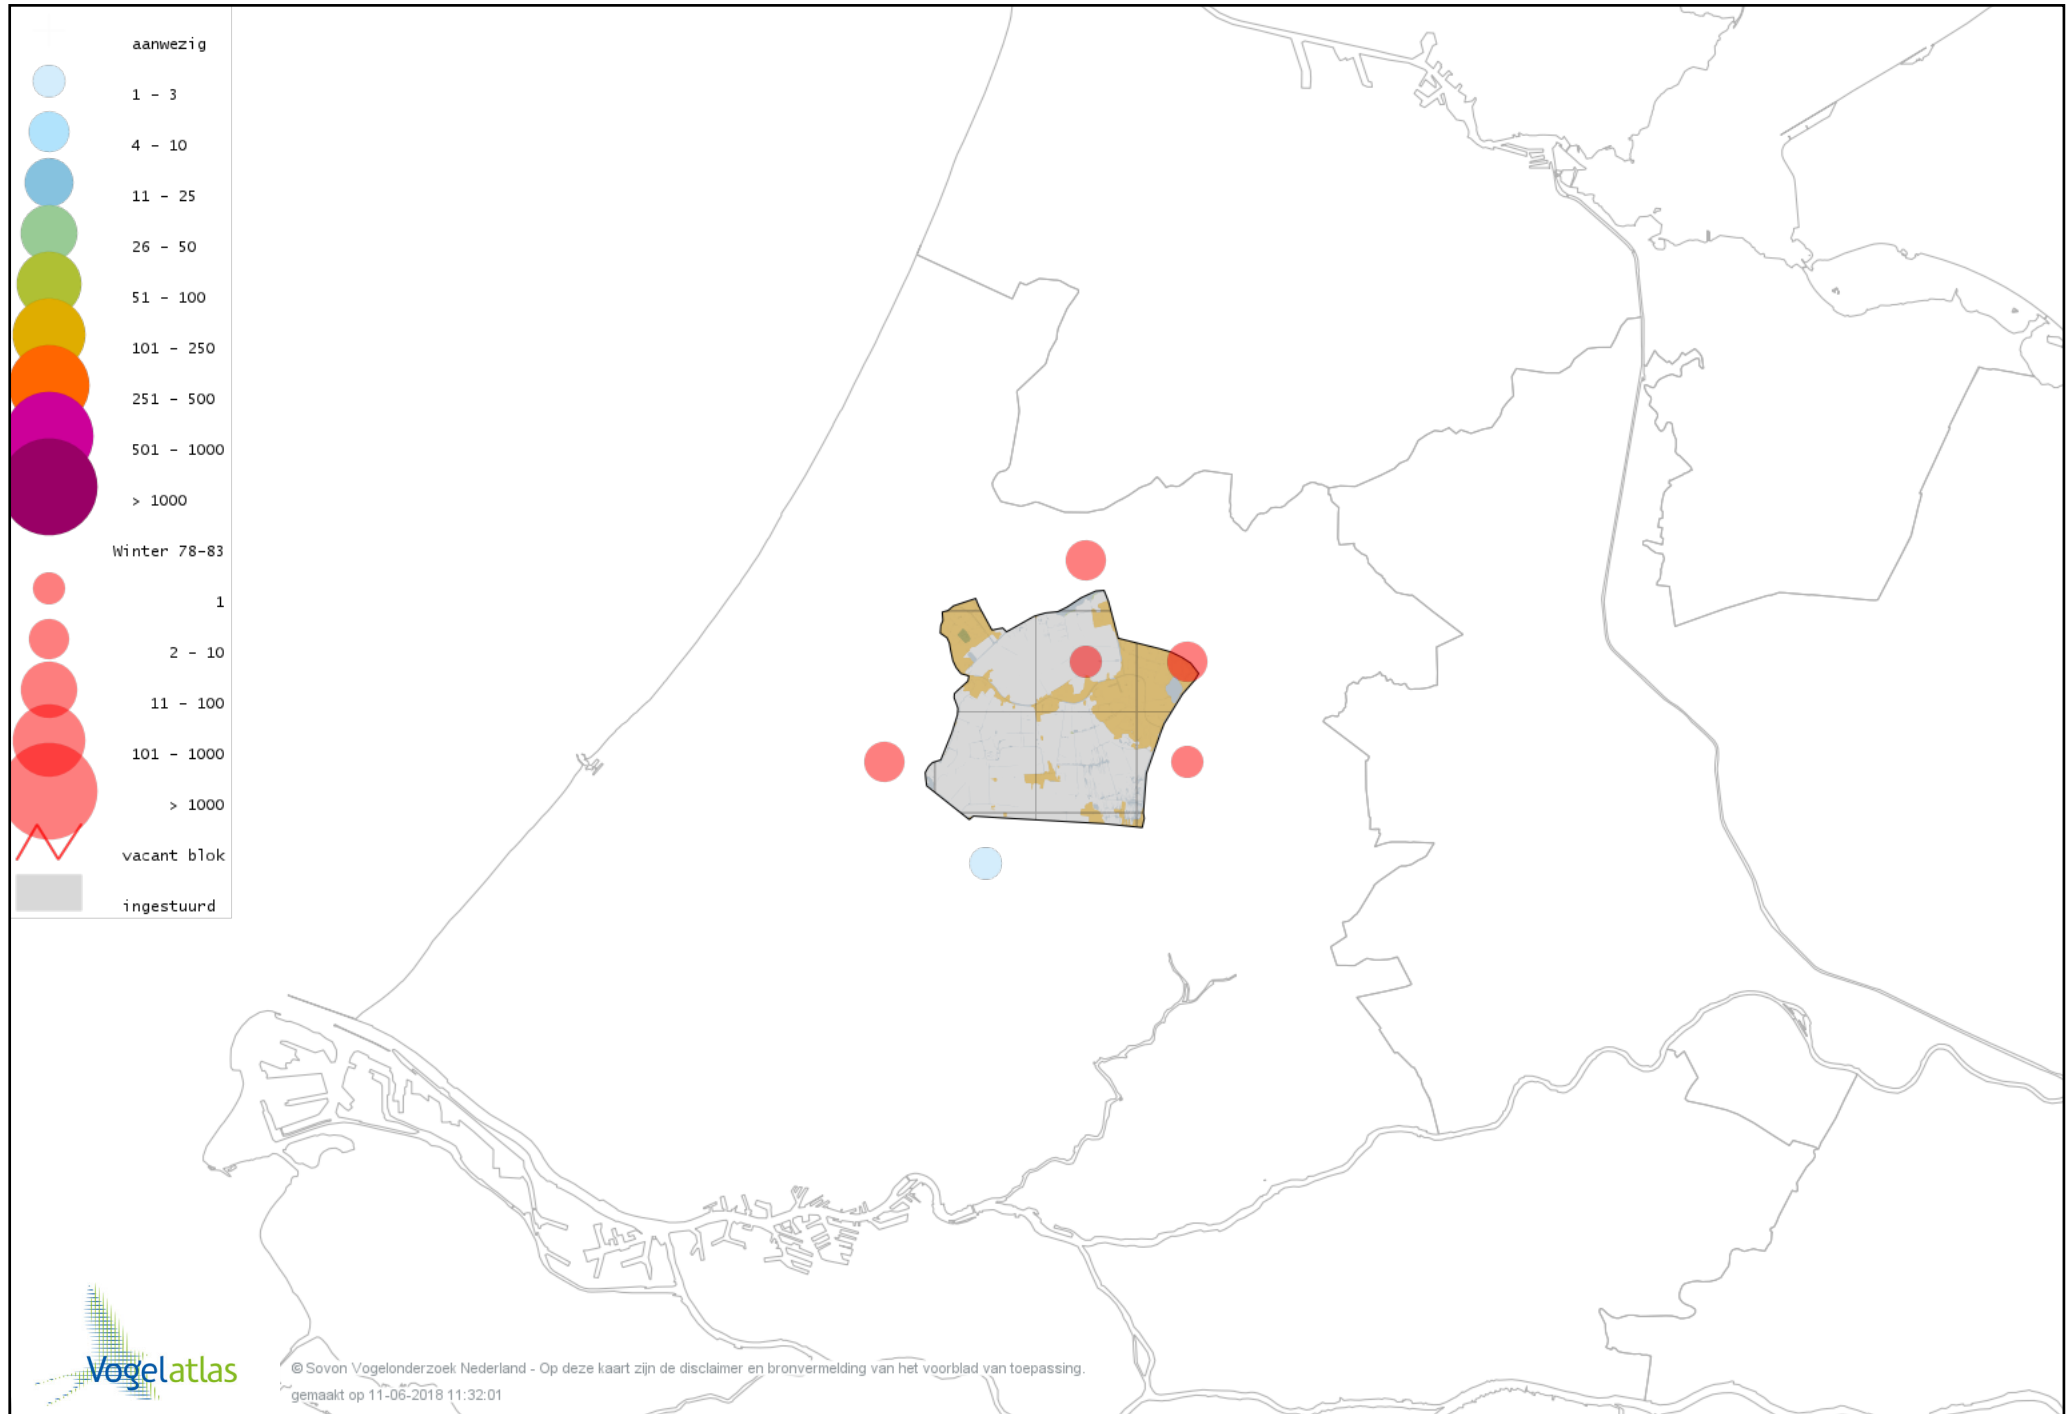 aanwezig
1 - 3
4 - 10
11 - 25
26 - 50
51 - 100
101 - 250
251 - 500
501 - 1000
> 1000
Winter 78-83
1
2 - 10
11 - 100
101 - 1000
> 1000
vacant blok
ingestuurd
Vogelatlas
© Sovon Vogelonderzoek Nederland - Op deze kaart zijn de disclaimer en bronvermelding van het voorblad van toepassing.
gemaakt op 11-06-2018 11:32:01